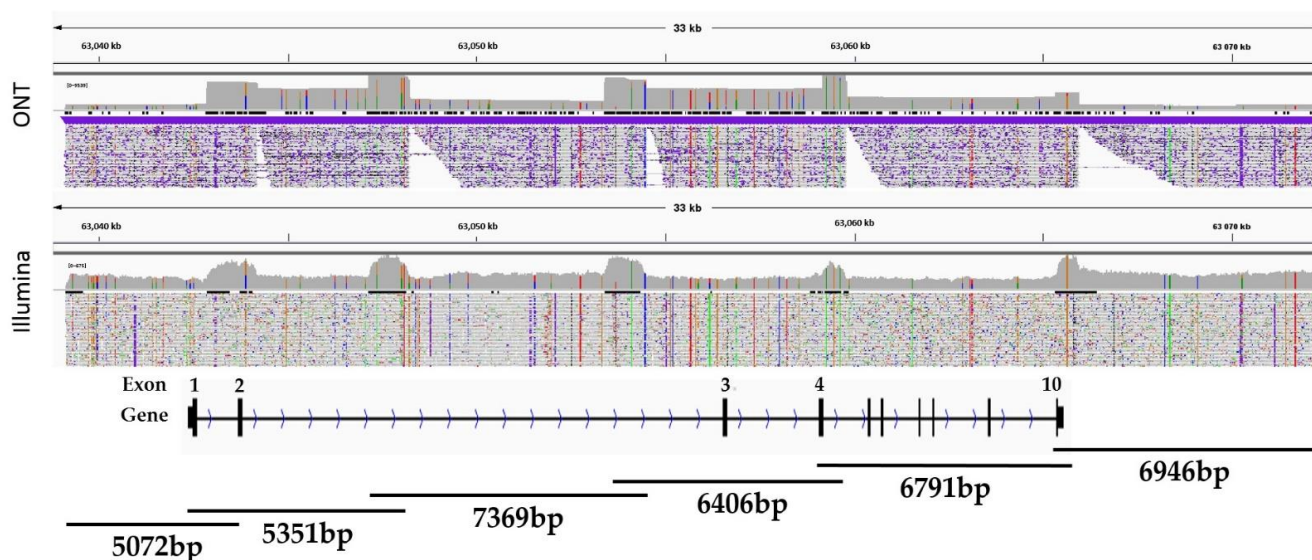 33 kb
63,040 kb 63,050 kb 63,060 kb 63 070 kb
ONT
33 kb
63,040 kb 63,050 kb 63,060 kb 63 070 kb
Illumina
Exon 1 2 3 4 10
Gene
6946bp
6791bp
6406bp
7369bp
5351bp
5072bp